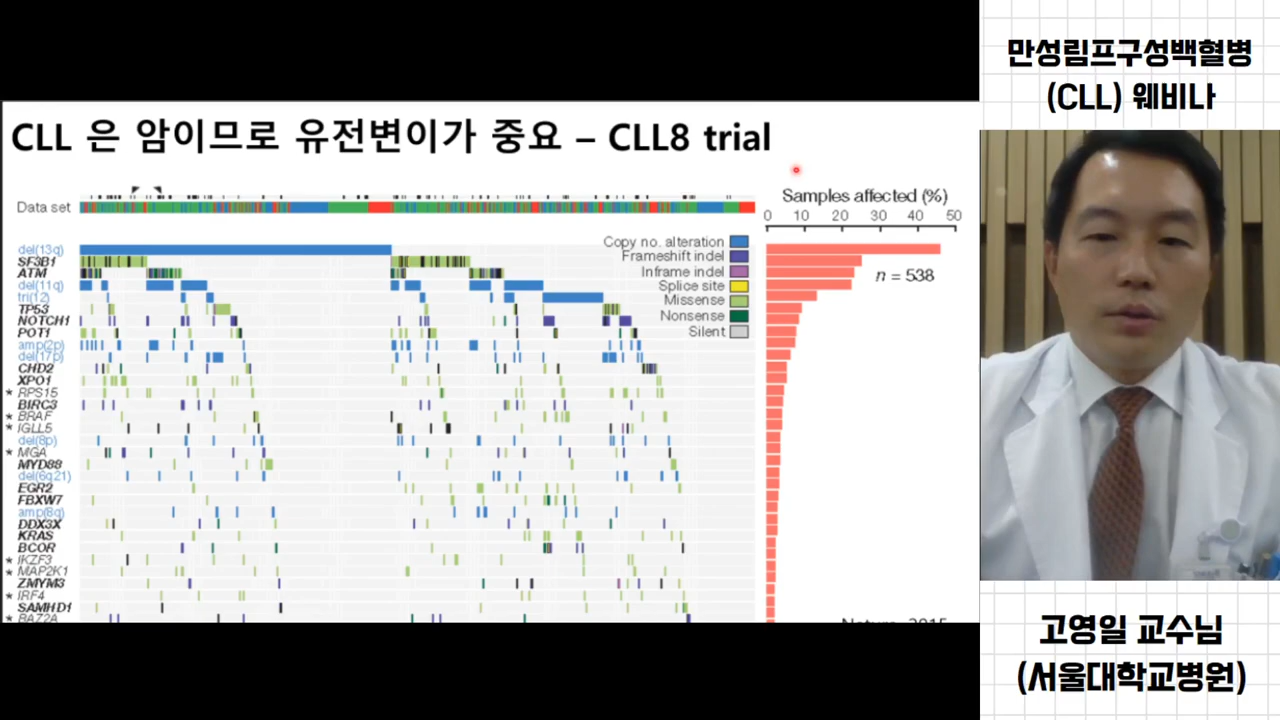 CLL 은 암이므로 유전변이가 중요 – CLL8 trial
Data set
Samples affected (%)
0 10 20 30 40 50
n = 538
Copy no. alteration
Frameshift indel
Inframe indel
Splice site
Missense
Nonsense
Silent
del(13q)
SF3B1
ATM
del(11q)
tri(12)
TP53
NOTCH1
POT1
amp(2p)
del(17p)
CHD2
XPO1
★ RPS15
BIRC3
★ BRAF
★ IGLL5
del(8p)
★ MGA
MYD88
del(6q21)
EGR2
FBXW7
amp(8q)
DDX3X
KRAS
BCOR
★ IKZF3
★ MAP2K1
ZMYM3
★ IRF4
SAMHD1
★ BAZ2A
Nature, 2015
만성림프구성백혈병
(CLL) 웨비나
고영일 교수님
(서울대학교병원)